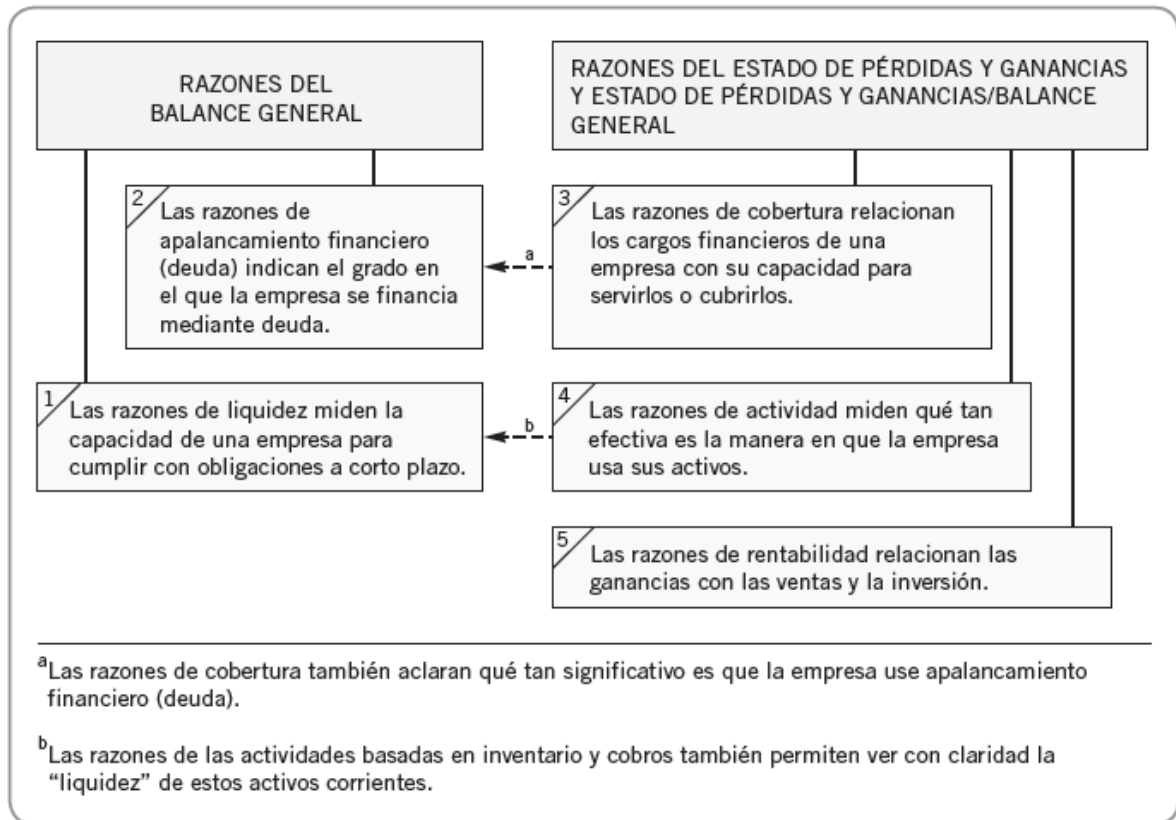 RAZONES DEL
BALANCE GENERAL
RAZONES DEL ESTADO DE PÉRDIDAS Y GANANCIAS
Y ESTADO DE PÉRDIDAS Y GANANCIAS/BALANCE
GENERAL
2
Las razones de
apalancamiento financiero
(deuda) indican el grado en
el que la empresa se financia
mediante deuda.
a
3
Las razones de cobertura relacionan
los cargos financieros de una
empresa con su capacidad para
servirlos o cubrirlos.
1
Las razones de liquidez miden la
capacidad de una empresa para
cumplir con obligaciones a corto plazo.
b
4
Las razones de actividad miden qué tan
efectiva es la manera en que la empresa
usa sus activos.
5
Las razones de rentabilidad relacionan las
ganancias con las ventas y la inversión.
aLas razones de cobertura también aclaran qué tan significativo es que la empresa use apalancamiento
financiero (deuda).
bLas razones de las actividades basadas en inventario y cobros también permiten ver con claridad la
“liquidez” de estos activos corrientes.